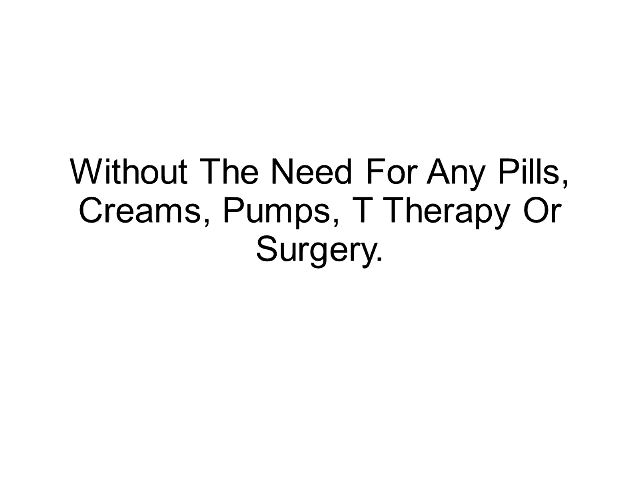 Without The Need For Any Pills,
Creams, Pumps, T Therapy Or
Surgery.